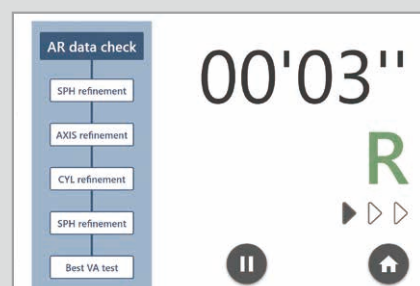 AR data check
SPH refinement
AXIS refinement
CYL refinement
SPH refinement
Best VA test
00'03''
R